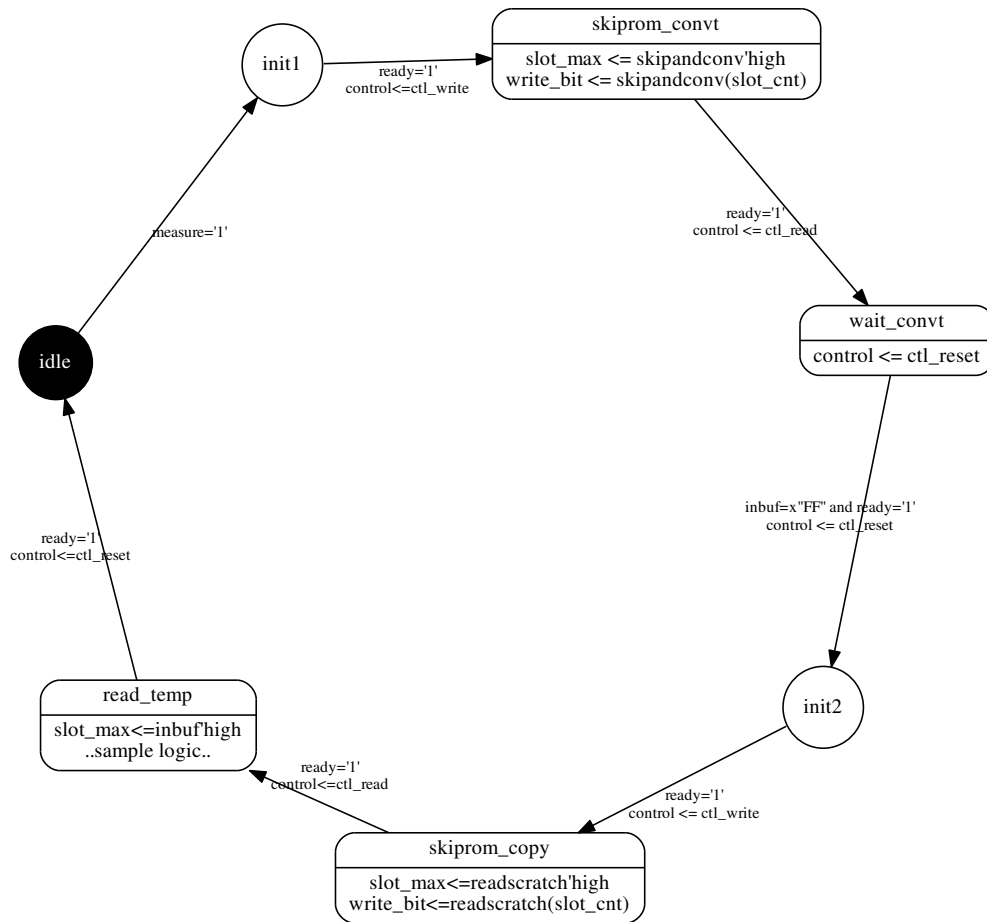 skiprom_convt
slot_max <= skipandconv'high
write_bit <= skipandconv(slot_cnt)
init1
ready='1'
control<=ctl_write
ready='1'
control <= ctl_read
measure='1'
wait_convt
control <= ctl_reset
idle
inbuf=x"FF" and ready='1'
control <= ctl_reset
ready='1'
control<=ctl_reset
read_temp
slot_max<=inbuf'high
..sample logic..
init2
ready='1'
control<=ctl_read
ready='1'
control <= ctl_write
skiprom_copy
slot_max<=readscratch'high
write_bit<=readscratch(slot_cnt)